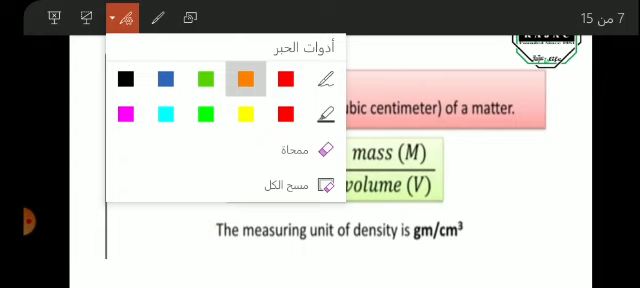 7 من 15
أدوات الحبر
ممحاة
مسح الكل
ubic centimeter) of a matter.
mass (M)
volume (V)
The measuring unit of density is gm/cm³